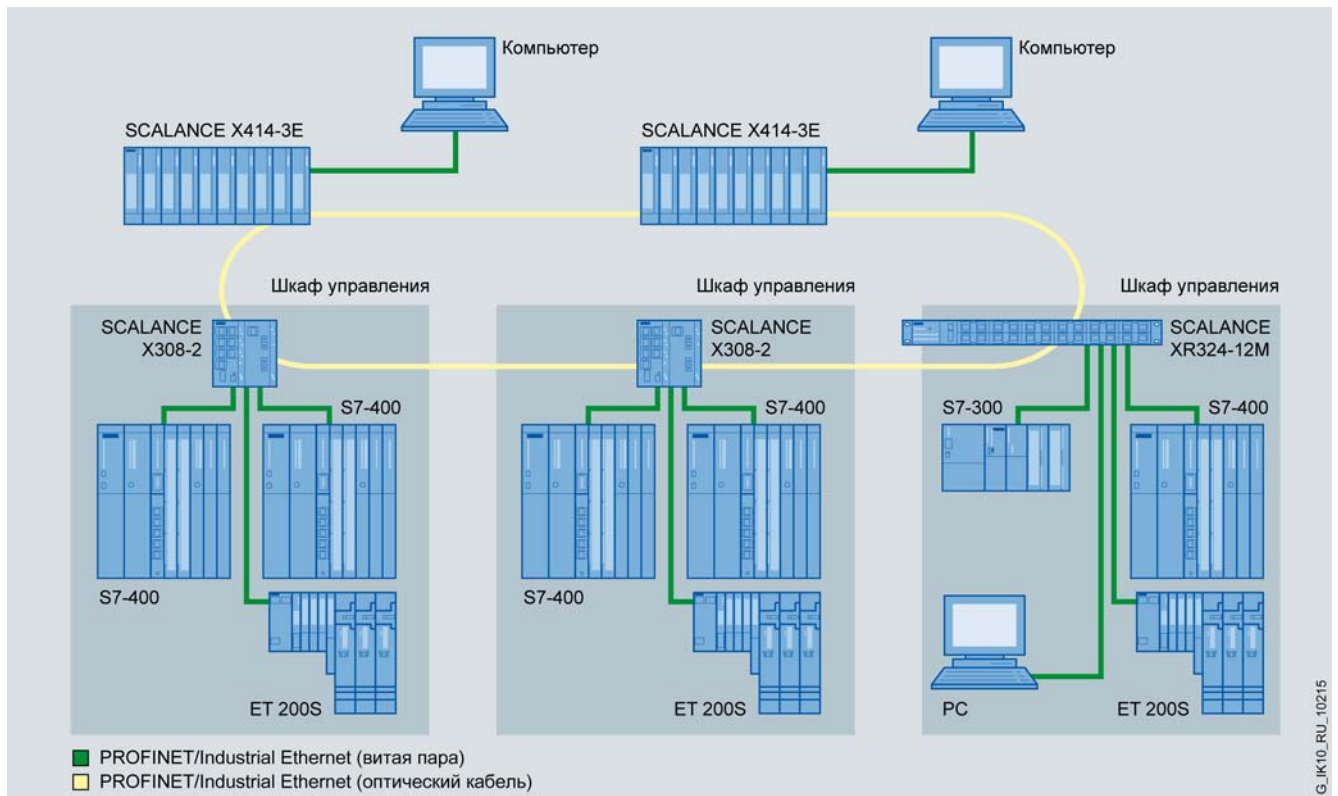 Компьютер
Компьютер
SCALANCE X414-3E
SCALANCE X414-3E
Шкаф управления
Шкаф управления
Шкаф управления
SCALANCE
X308-2
SCALANCE
X308-2
SCALANCE
XR324-12M
S7-400
S7-400
S7-300
S7-400
S7-400
S7-400
ET 200S
ET 200S
PC
ET 200S
PROFINET/Industrial Ethernet (витая пара)
PROFINET/Industrial Ethernet (оптический кабель)
G_IK10_RU_10215